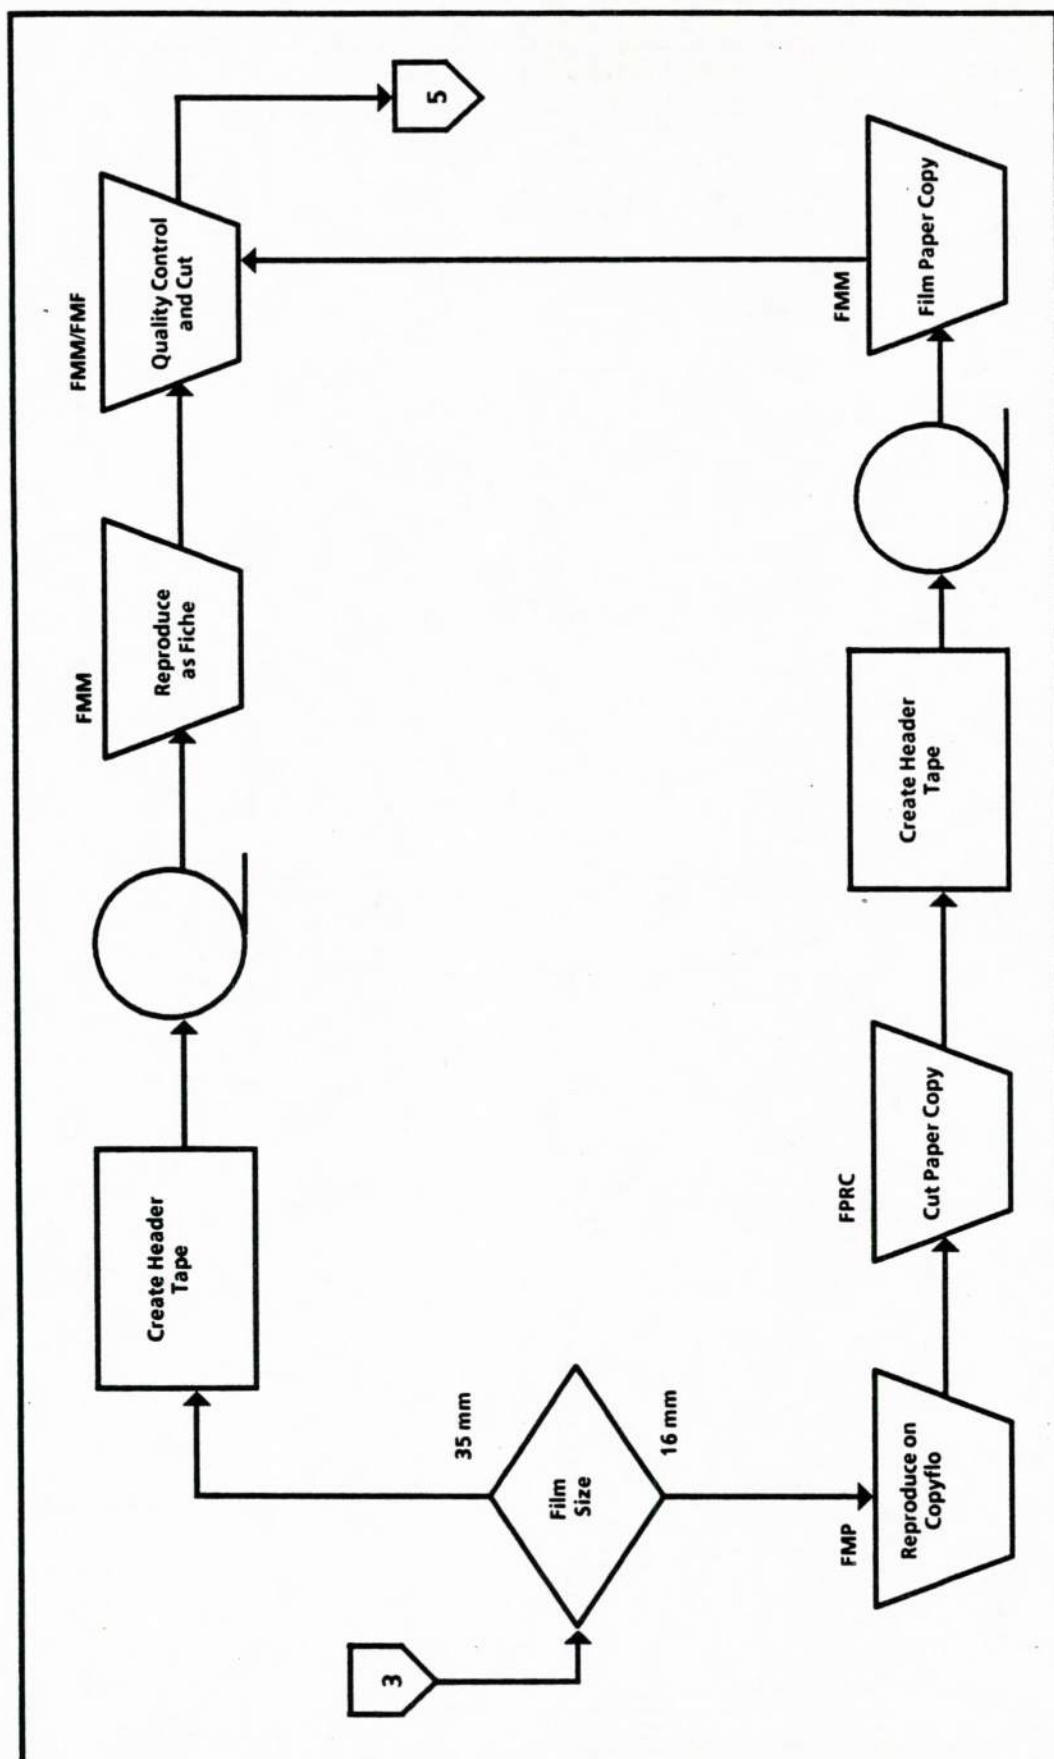 3
Film
Size
35 mm
16 mm
Create Header
Tape
FMM
Reproduce
as Fiche
FMM/FMF
Quality Control
and Cut
5
FMP
Reproduce on
Copyflo
FPRC
Cut Paper Copy
Create Header
Tape
FMM
Film Paper Copy